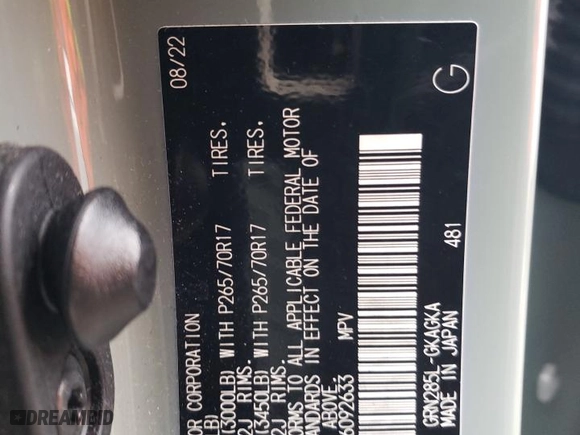 08/22
OR CORPORATION
(3000LB) WITH P265/70R17 TIRES,
2J RIMS.
(3450LB) WITH P265/70R17 TIRES,
2J RIMS.
TO ALL APPLICABLE FEDERAL MOTOR
IN EFFECT ON THE DATE OF
ABOVE.
6092633 MPV
481
GRN285L-GKAGKA
MADE IN JAPAN
G
DREAMBID